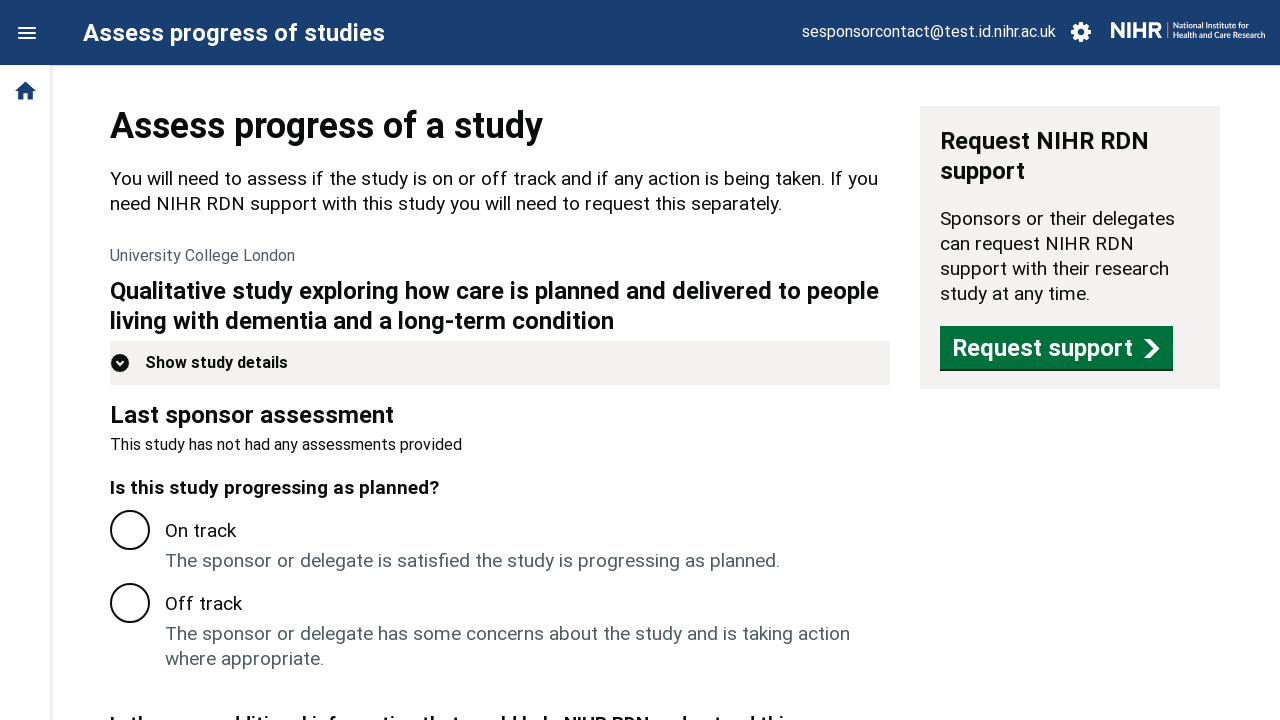 Assess progress of studies
sesponsorcontact@test.id.nihr.ac.uk
NIHR
National Institute for
Health and Care Research
Assess progress of a study
You will need to assess if the study is on or off track and if any action is being taken. If you
need NIHR RDN support with this study you will need to request this separately.
University College London
Qualitative study exploring how care is planned and delivered to people
living with dementia and a long-term condition
Show study details
Last sponsor assessment
This study has not had any assessments provided
Is this study progressing as planned?
On track
The sponsor or delegate is satisfied the study is progressing as planned.
Off track
The sponsor or delegate has some concerns about the study and is taking action
where appropriate.
Request NIHR RDN
support
Sponsors or their delegates
can request NIHR RDN
support with their research
study at any time.
Request support